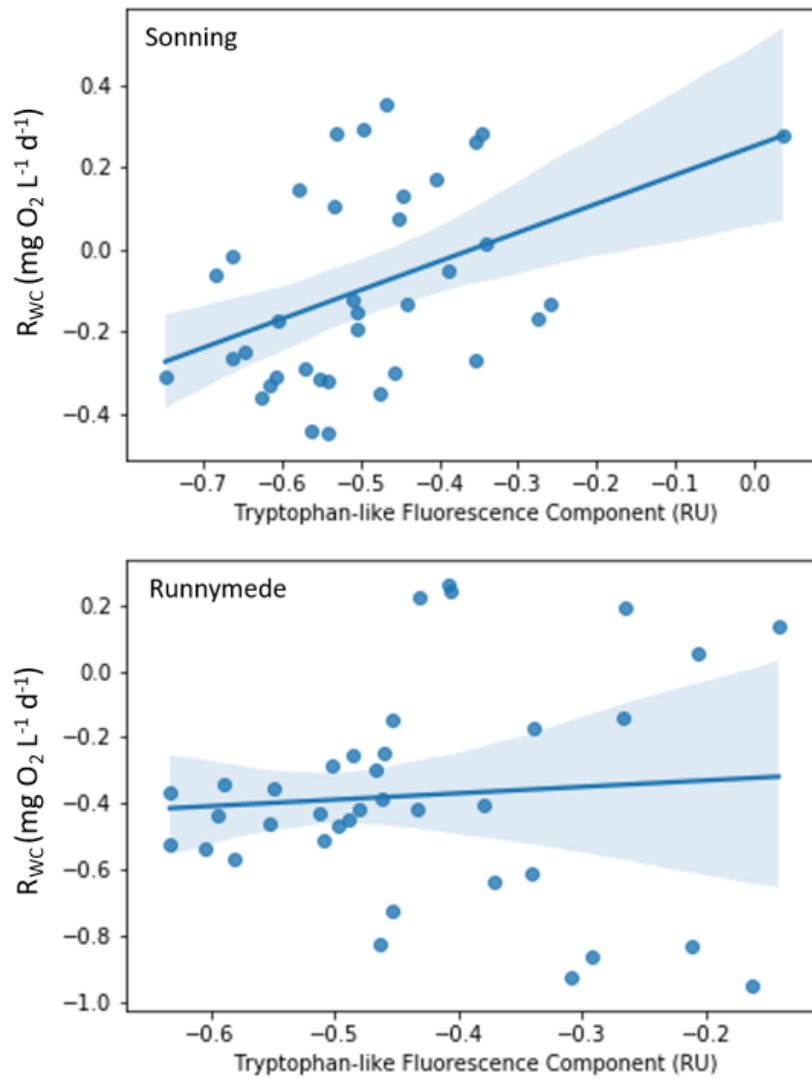 Sonning
R_WC (mg O₂ L⁻¹ d⁻¹)
0.4
0.2
0.0
−0.2
−0.4
−0.7 −0.6 −0.5 −0.4 −0.3 −0.2 −0.1 0.0
Tryptophan-like Fluorescence Component (RU)
Runnymede
R_WC (mg O₂ L⁻¹ d⁻¹)
0.2
0.0
−0.2
−0.4
−0.6
−0.8
−1.0
−0.6 −0.5 −0.4 −0.3 −0.2
Tryptophan-like Fluorescence Component (RU)